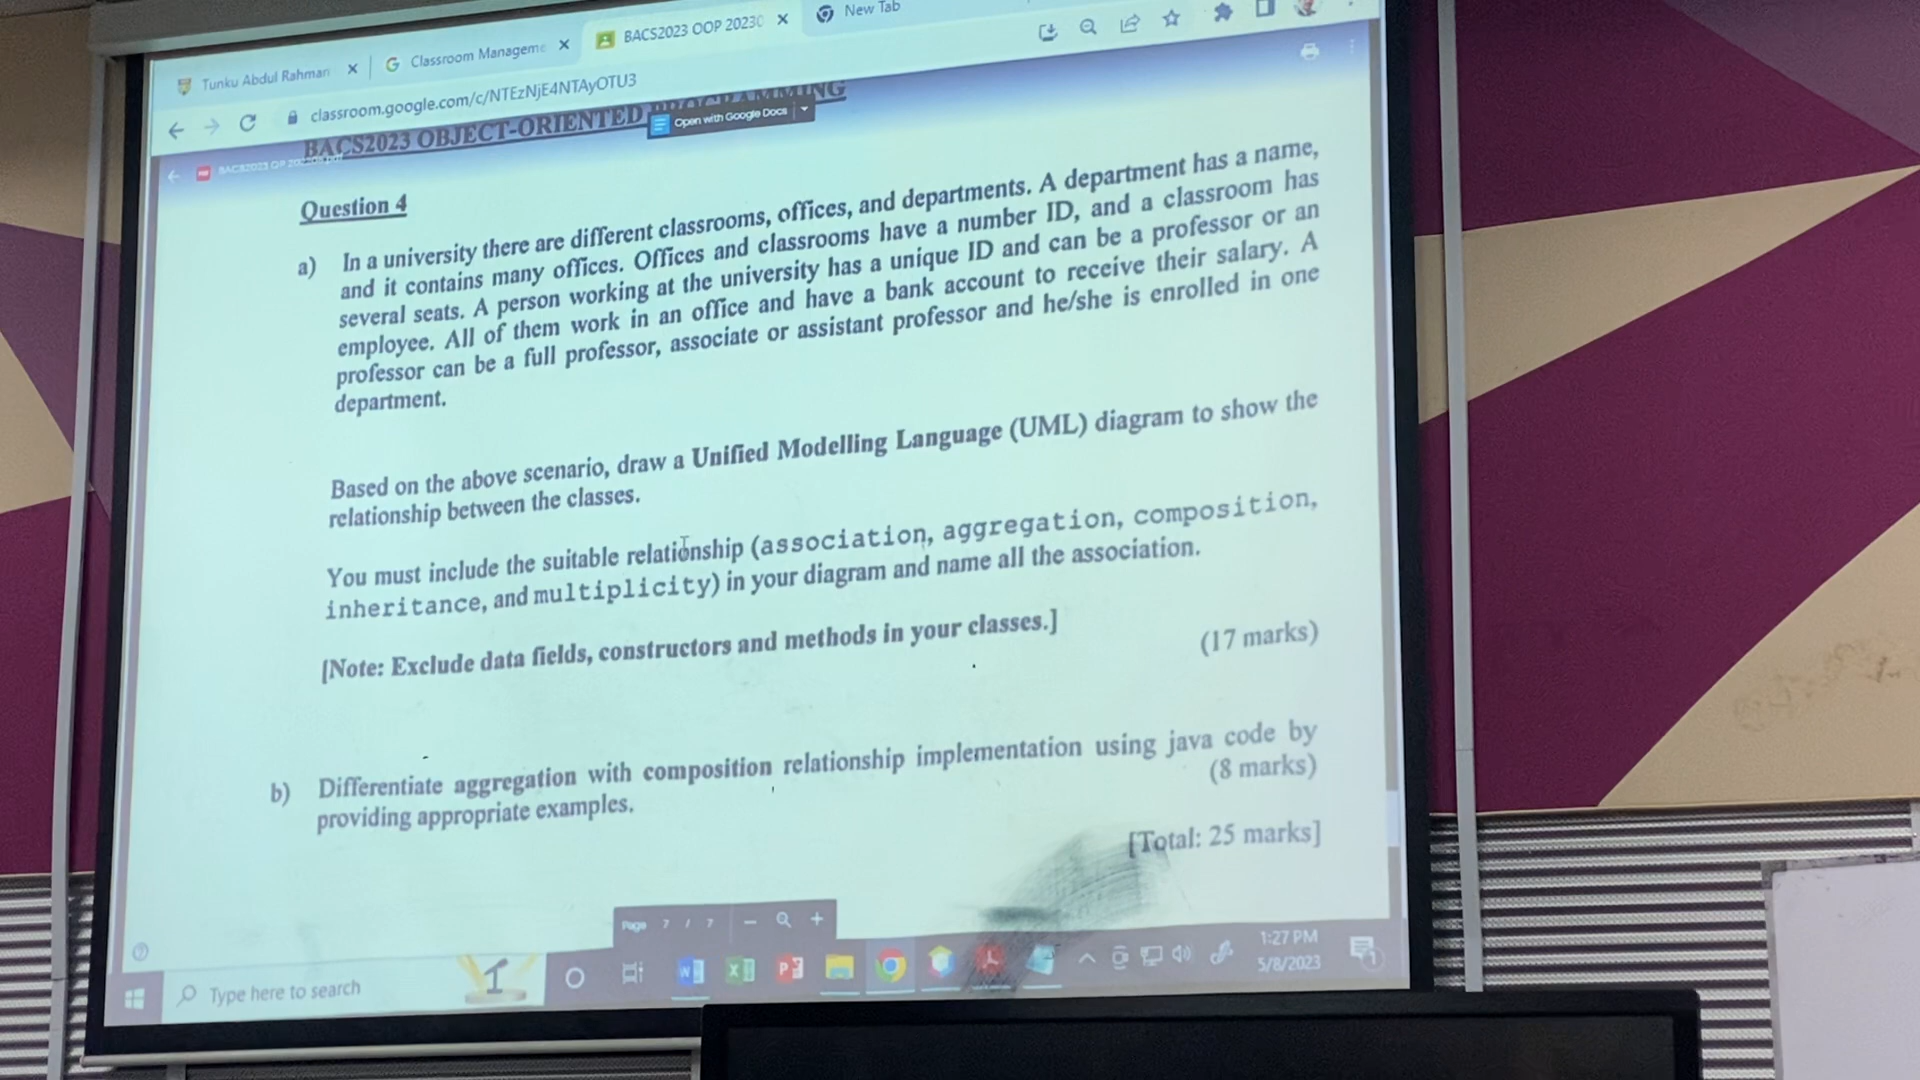 Tunku Abdul Rahman
Classroom Manageme
BACS2023 OOP 2023
New Tab
classroom.google.com/c/NTEzNjE4NTAyOTU3
BACS2023 OBJECT-ORIENTED PROGRAMMING
Open with Google Docs
Question 4
a) In a university there are different classrooms, offices, and departments. A department has a name,
and it contains many offices. Offices and classrooms have a number ID, and a classroom has
several seats. A person working at the university has a unique ID and can be a professor or an
employee. All of them work in an office and have a bank account to receive their salary. A
professor can be a full professor, associate or assistant professor and he/she is enrolled in one
department.
Based on the above scenario, draw a Unified Modelling Language (UML) diagram to show the
relationship between the classes.
You must include the suitable relationship (association, aggregation, composition,
inheritance, and multiplicity) in your diagram and name all the association.
[Note: Exclude data fields, constructors and methods in your classes.]
(17 marks)
b) Differentiate aggregation with composition relationship implementation using java code by
providing appropriate examples.
(8 marks)
[Total: 25 marks]
Page 7 / 7
Type here to search
1:27 PM
5/8/2023